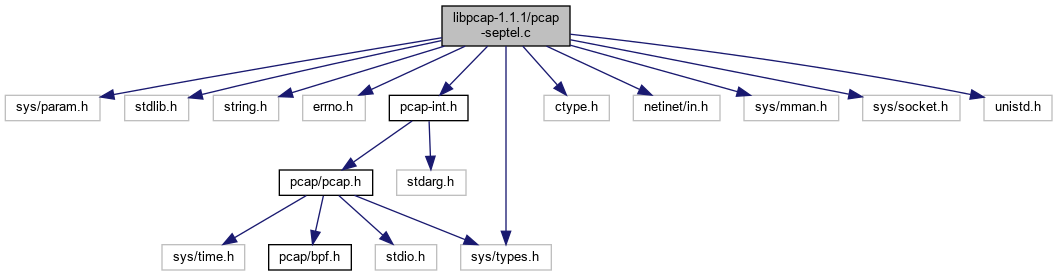 libpcap-1.1.1/pcap
-septel.c
sys/param.h
stdlib.h
string.h
errno.h
pcap-int.h
ctype.h
netinet/in.h
sys/mman.h
sys/socket.h
unistd.h
pcap/pcap.h
stdarg.h
sys/time.h
pcap/bpf.h
stdio.h
sys/types.h